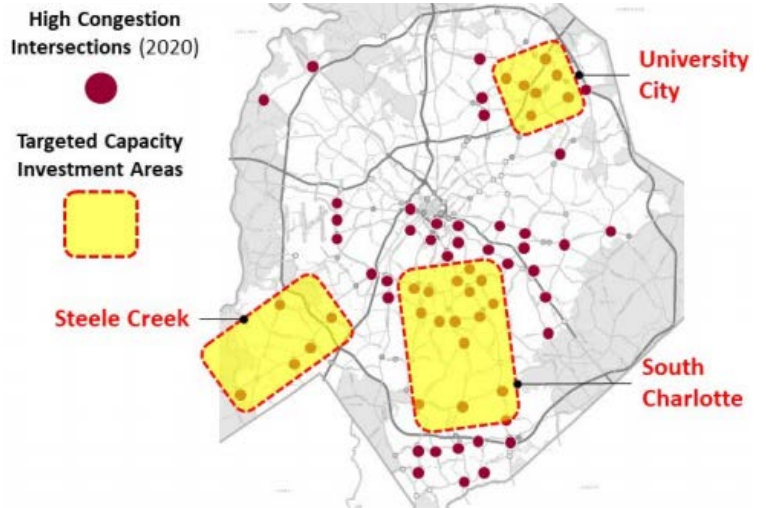 High Congestion
Intersections (2020)
Targeted Capacity
Investment Areas
University
City
Steele Creek
South
Charlotte